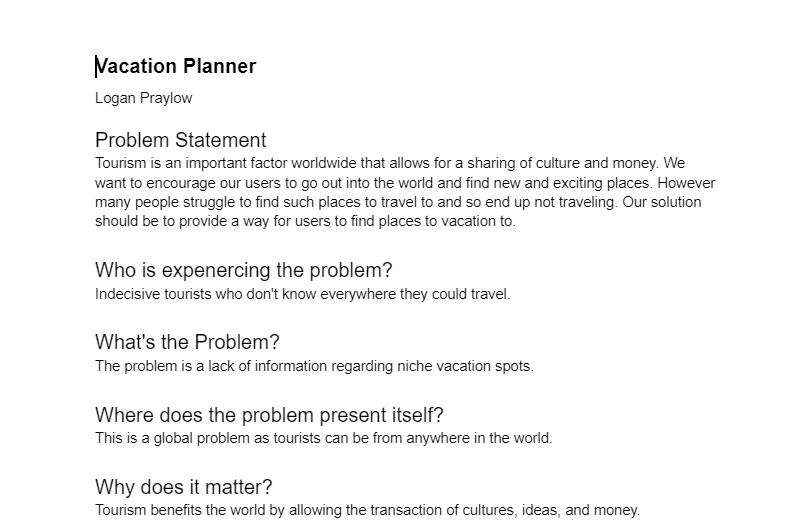 Vacation Planner
Logan Praylow
Problem Statement
Tourism is an important factor worldwide that allows for a sharing of culture and money. We
want to encourage our users to go out into the world and find new and exciting places. However
many people struggle to find such places to travel to and so end up not traveling. Our solution
should be to provide a way for users to find places to vacation to.
Who is expenercing the problem?
Indecisive tourists who don't know everywhere they could travel.
What's the Problem?
The problem is a lack of information regarding niche vacation spots.
Where does the problem present itself?
This is a global problem as tourists can be from anywhere in the world.
Why does it matter?
Tourism benefits the world by allowing the transaction of cultures, ideas, and money.